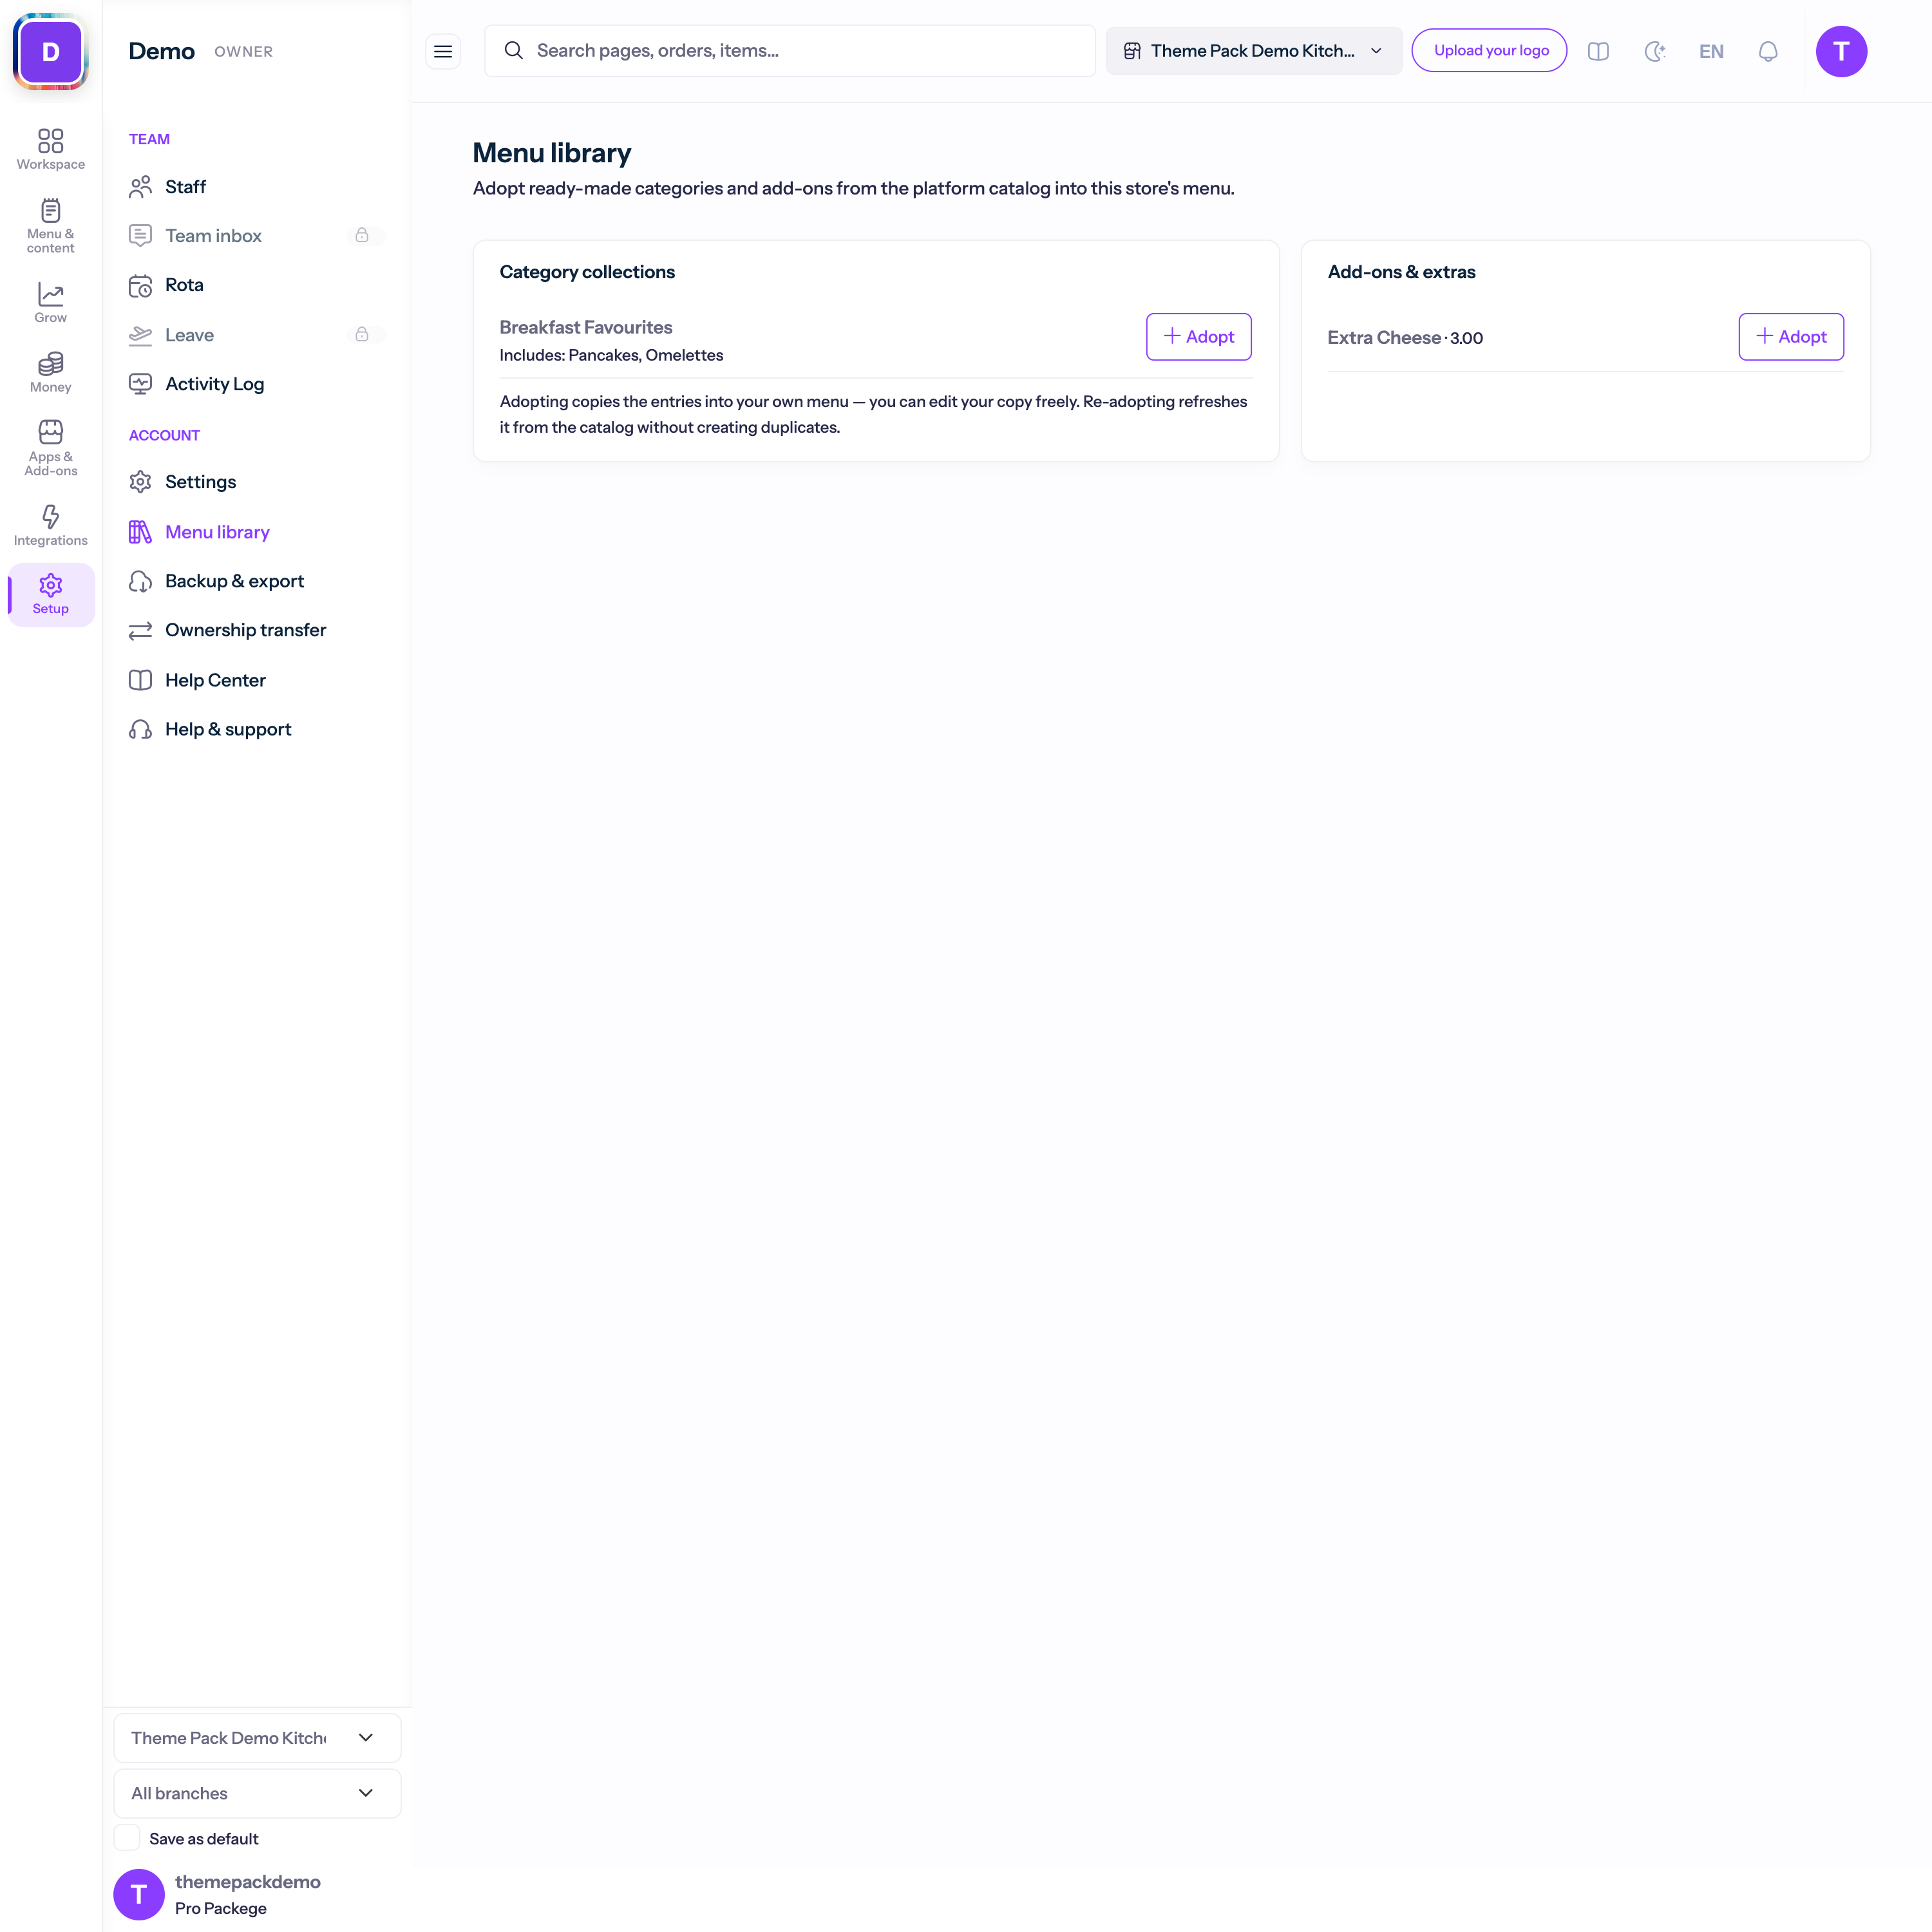 D
Demo OWNER
Search pages, orders, items...
Theme Pack Demo Kitch...
Upload your logo
EN
T
Workspace
Menu &
content
Grow
Money
Apps &
Add-ons
Integrations
Setup
TEAM
Staff
Team inbox
Rota
Leave
Activity Log
ACCOUNT
Settings
Menu library
Backup & export
Ownership transfer
Help Center
Help & support
Menu library
Adopt ready-made categories and add-ons from the platform catalog into this store's menu.
Category collections
Breakfast Favourites
Includes: Pancakes, Omelettes
Adopt
Adopting copies the entries into your own menu — you can edit your copy freely. Re-adopting refreshes
it from the catalog without creating duplicates.
Add-ons & extras
Extra Cheese · 3.00
Adopt
Theme Pack Demo Kitch
All branches
Save as default
T
themepackdemo
Pro Packege